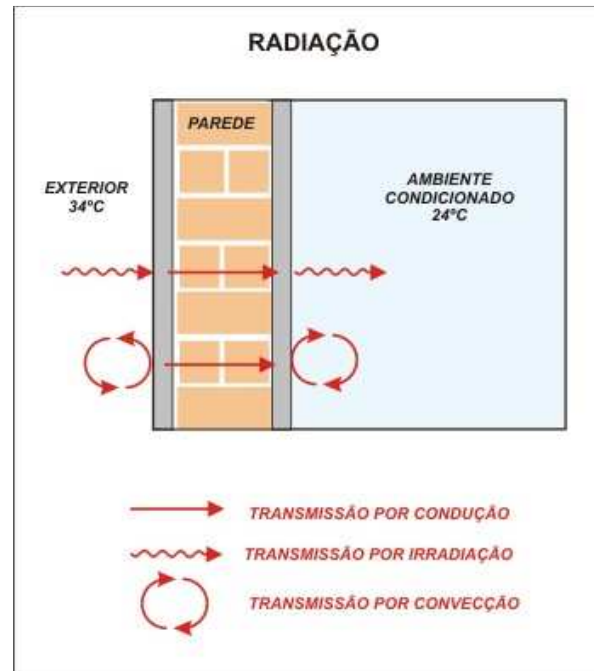 RADIAÇÃO
PAREDE
EXTERIOR
34ºC
AMBIENTE
CONDICIONADO
24ºC
TRANSMISSÃO POR CONDUÇÃO
TRANSMISSÃO POR IRRADIAÇÃO
TRANSMISSÃO POR CONVECÇÃO